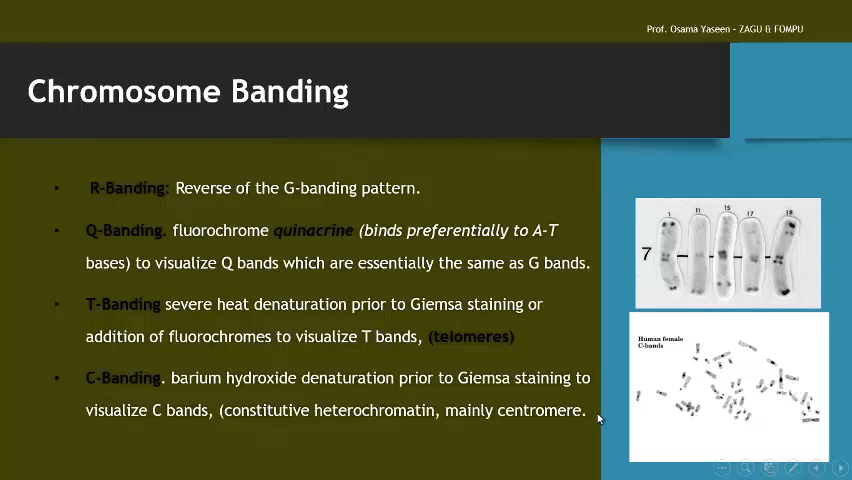 Prof. Osama Yaseen – ZAGU & FOMPU
Chromosome Banding
• R-Banding: Reverse of the G-banding pattern.
• Q-Banding. fluorochrome quinacrine (binds preferentially to A-T
bases) to visualize Q bands which are essentially the same as G bands.
• T-Banding severe heat denaturation prior to Giemsa staining or
addition of fluorochromes to visualize T bands, (telomeres)
• C-Banding. barium hydroxide denaturation prior to Giemsa staining to
visualize C bands, (constitutive heterochromatin, mainly centromere.
1 11 15 17 18
7
Human female
C-bands